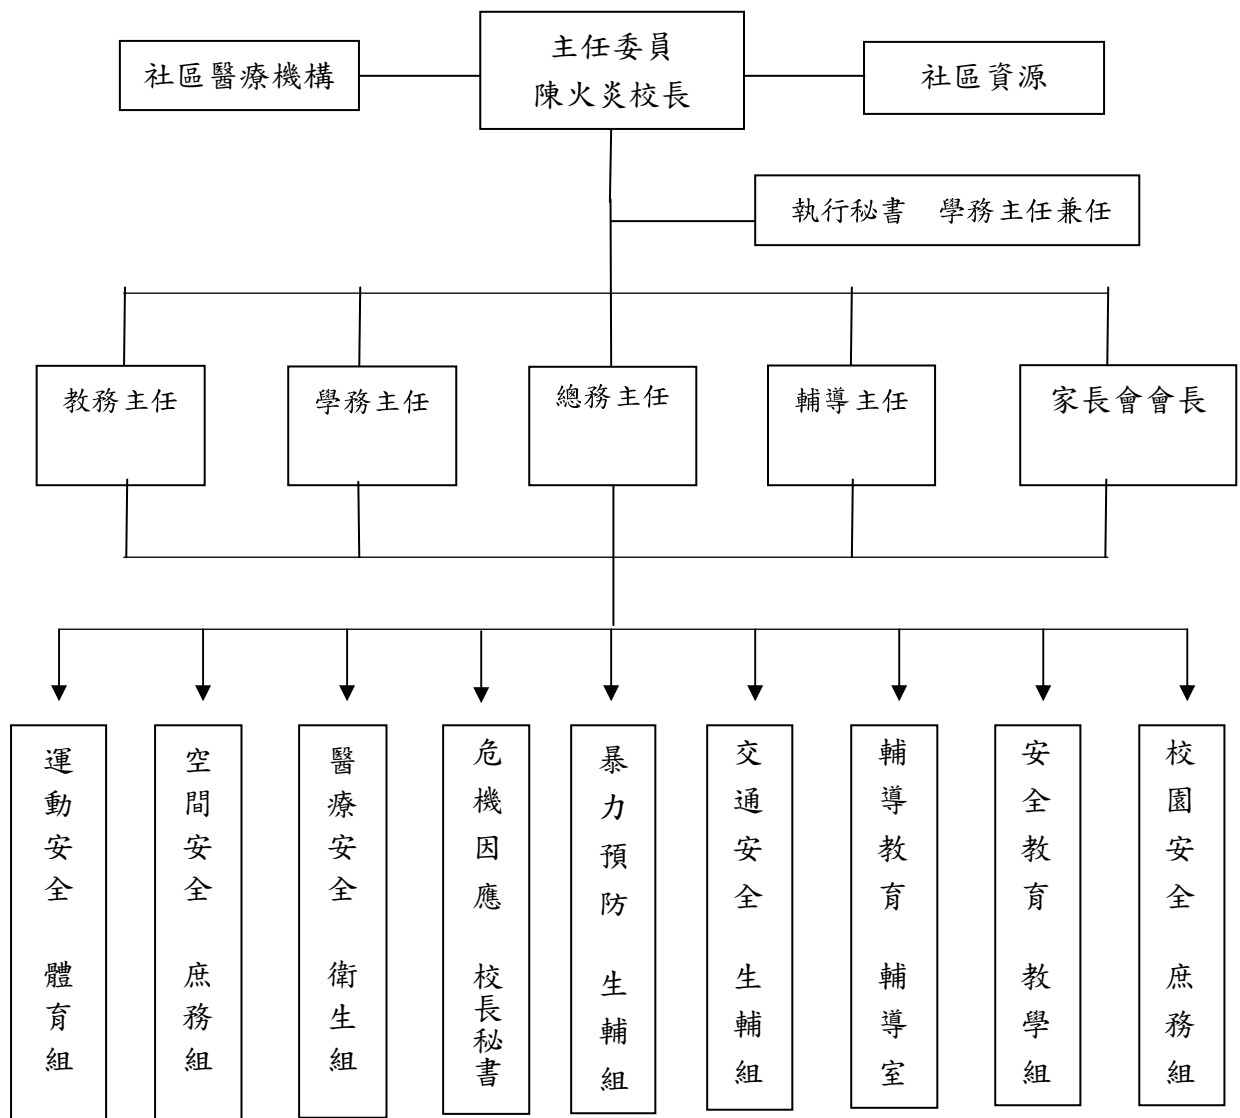 社區醫療機構
主任委員
陳火炎校長
社區資源
執行秘書　學務主任兼任
教務主任
學務主任
總務主任
輔導主任
家長會會長
運動安全　體育組
空間安全　庶務組
醫療安全　衛生組
危機因應　校長秘書
暴力預防　生輔組
交通安全　生輔組
輔導教育　輔導室
安全教育　教學組
校園安全　庶務組